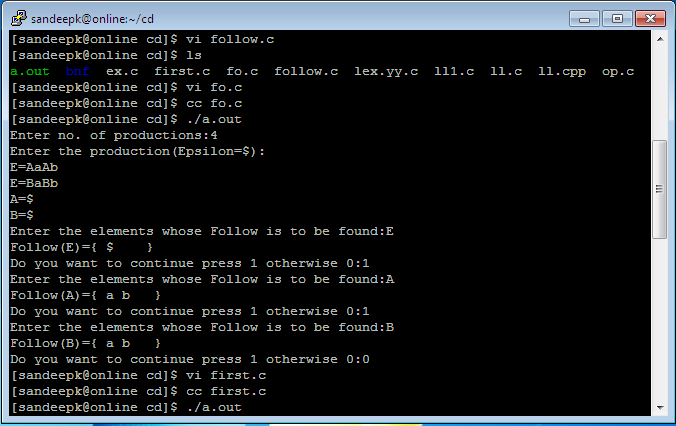 sandeepk@online:~/cd
[sandeepk@online cd]$ vi follow.c
[sandeepk@online cd]$ ls
a.out bnf ex.c first.c fo.c follow.c lex.yy.c ll1.c ll.c ll.cpp op.c
[sandeepk@online cd]$ vi fo.c
[sandeepk@online cd]$ cc fo.c
[sandeepk@online cd]$ ./a.out
Enter no. of productions:4
Enter the production(Epsilon=$):
E=AaAb
E=BaBb
A=$
B=$
Enter the elements whose Follow is to be found:E
Follow(E)={ $    }
Do you want to continue press 1 otherwise 0:1
Enter the elements whose Follow is to be found:A
Follow(A)={ a b   }
Do you want to continue press 1 otherwise 0:1
Enter the elements whose Follow is to be found:B
Follow(B)={ a b   }
Do you want to continue press 1 otherwise 0:0
[sandeepk@online cd]$ vi first.c
[sandeepk@online cd]$ cc first.c
[sandeepk@online cd]$ ./a.out